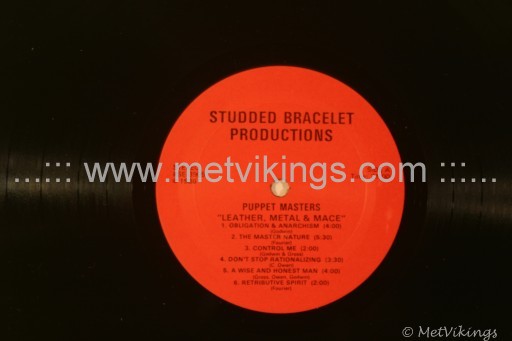 STUDDED BRACELET
PRODUCTIONS
...::: www.metvikings.com :::...
PUPPET MASTERS
"LEATHER, METAL & MACE"
1. OBLIGATION & ANARCHISM (4:00)
2. THE MASTER NATURE (5:30)
3. CONTROL ME (2:00)
4. DON'T STOP RATIONALIZING (3:30)
5. A WISE AND HONEST MAN (4:00)
6. RETRIBUTIVE SPIRIT (2:00)
© MetVikings